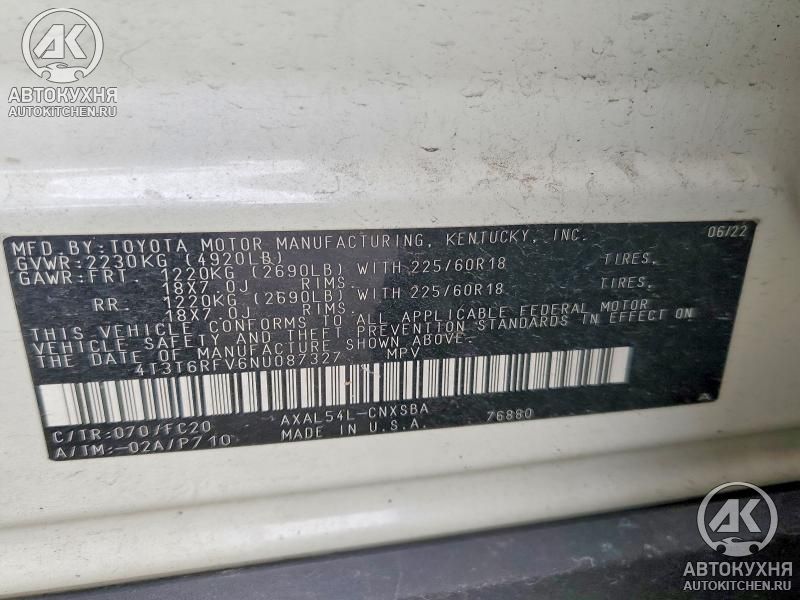 AK
АВТОКУХНЯ
AUTOKITCHEN.RU
MFD. BY:TOYOTA MOTOR MANUFACTURING, KENTUCKY, INC. 06/22
GVWR:2230KG (4920LB)
GAWR:FRT. 1220KG (2690LB) WITH 225/60R18 TIRES.
18X7.0J RIMS.
RR. 1220KG (2690LB) WITH 225/60R18 TIRES.
18X7.0J RIMS.
THIS VEHICLE CONFORMS TO ALL APPLICABLE FEDERAL MOTOR
VEHICLE SAFETY AND THEFT PREVENTION STANDARDS IN EFFECT ON
THE DATE OF MANUFACTURE SHOWN ABOVE.
4T3T6RFV6NU087327 MPV
C/TR:070/FC20 AXAL54L-CNXSBA 76880
A/TM:-02A/P710 MADE IN U.S.A.
AK
АВТОКУХНЯ
AUTOKITCHEN.RU